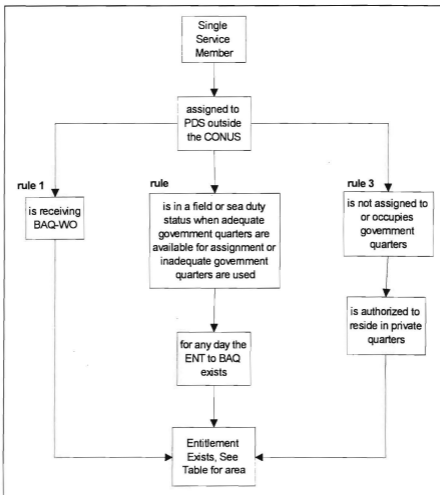 Single
Service
Member
assigned to
PDS outside
the CONUS
rule 1
is receiving
BAQ-WO
rule
is in a field or sea duty
status when adequate
government quarters are
available for assignment or
inadequate government
quarters are used
for any day the
ENT to BAQ
exists
rule 3
is not assigned to
or occupies
government
quarters
is authorized to
reside in private
quarters
Entitlement
Exists, See
Table for area